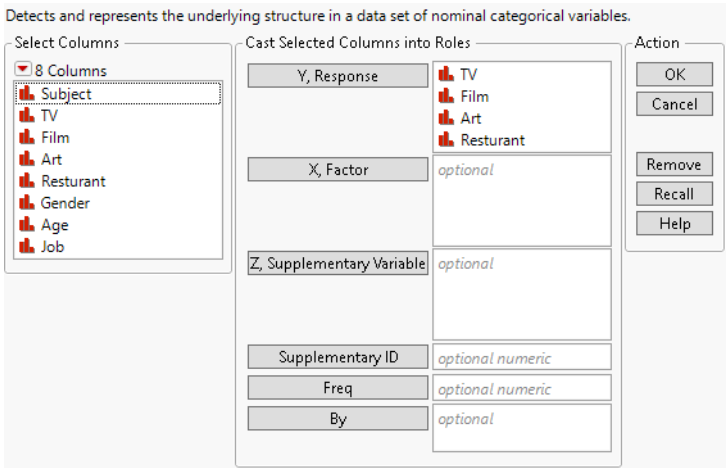 Detects and represents the underlying structure in a data set of nominal categorical variables.
Select Columns
8 Columns
Subject
TV
Film
Art
Resturant
Gender
Age
Job
Cast Selected Columns into Roles
Y, Response
TV
Film
Art
Resturant
X, Factor
optional
Z, Supplementary Variable
optional
Supplementary ID
optional numeric
Freq
optional numeric
By
optional
Action
OK
Cancel
Remove
Recall
Help